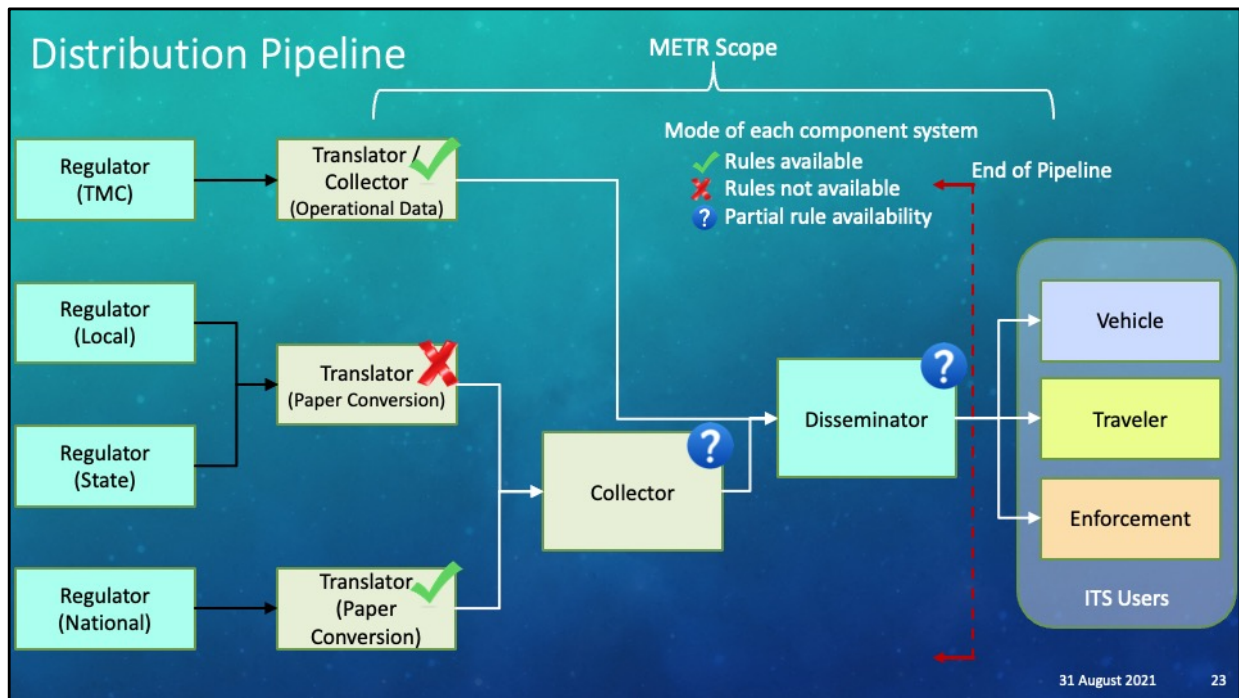 Distribution Pipeline
METR Scope
Mode of each component system
Rules available
Rules not available
Partial rule availability
End of Pipeline
Regulator
(TMC)
Translator /
Collector
(Operational Data)
Regulator
(Local)
Translator
(Paper Conversion)
Regulator
(State)
Collector
Disseminator
Vehicle
Traveler
Enforcement
ITS Users
Regulator
(National)
Translator
(Paper
Conversion)
31 August 2021
23